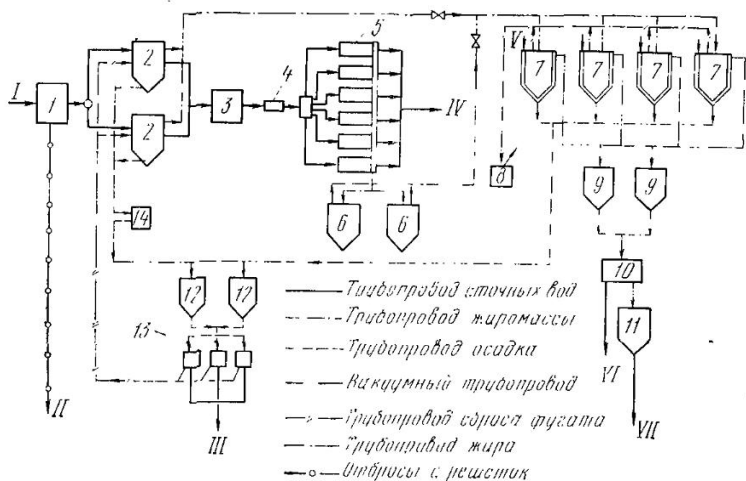 I
1
2
2
3
4
5
IV
6
6
V
7
7
7
7
8
9
9
10
11
VI
VII
14
12
12
13
III
II
Трубопровод сточных вод
Трубопровод жиромассы
Трубопровод осадка
Вакуумный трубопровод
Трубопровод сброса фугата
Трубопровод жира
Отбросы с решеток